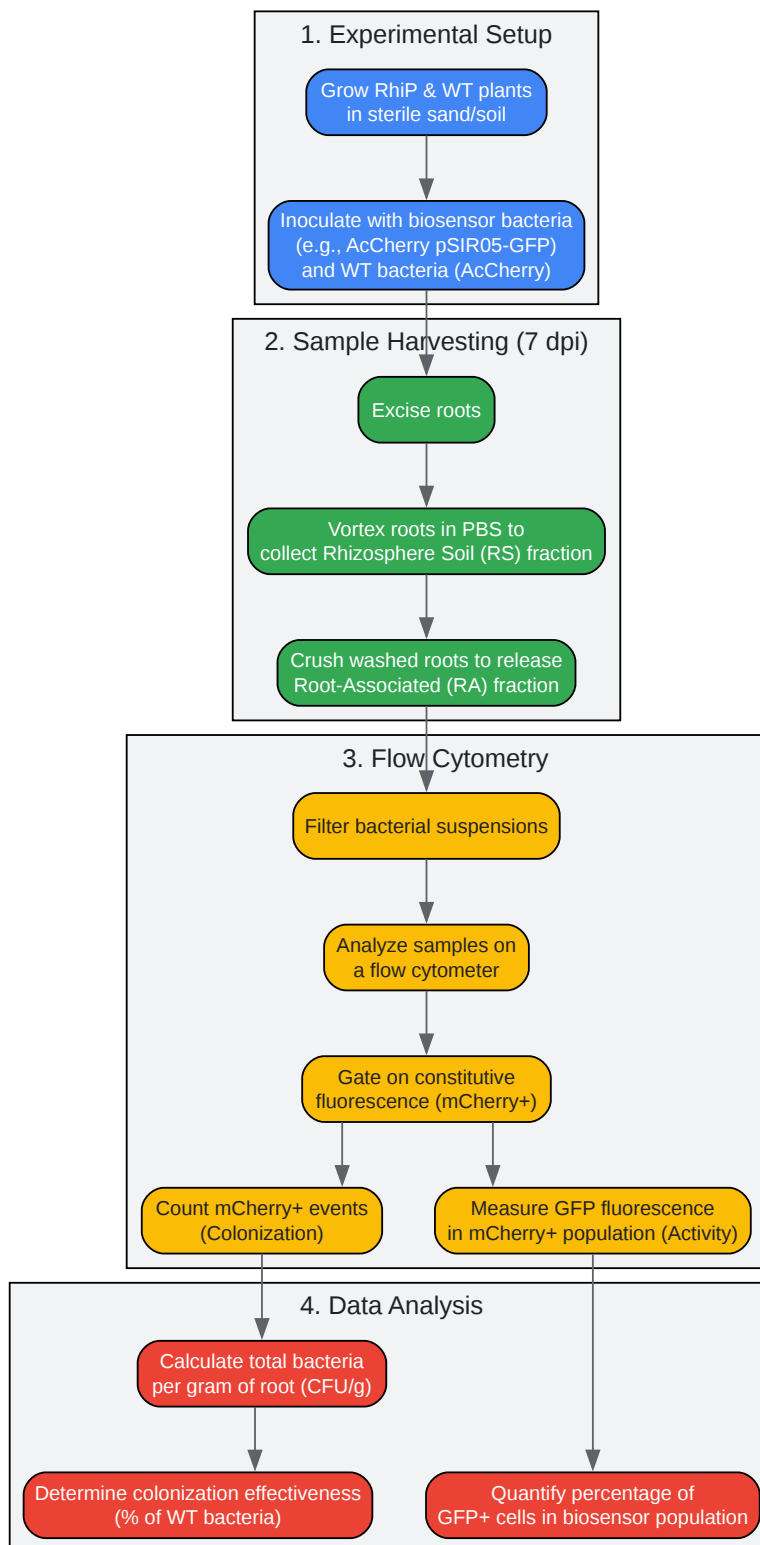 1. Experimental Setup
Grow RhiP & WT plants
in sterile sand/soil
Inoculate with biosensor bacteria
(e.g., AcCherry pSIR05-GFP)
and WT bacteria (AcCherry)
2. Sample Harvesting (7 dpi)
Excise roots
Vortex roots in PBS to
collect Rhizosphere Soil (RS) fraction
Crush washed roots to release
Root-Associated (RA) fraction
3. Flow Cytometry
Filter bacterial suspensions
Analyze samples on
a flow cytometer
Gate on constitutive
fluorescence (mCherry+)
Count mCherry+ events
(Colonization)
Measure GFP fluorescence
in mCherry+ population (Activity)
4. Data Analysis
Calculate total bacteria
per gram of root (CFU/g)
Determine colonization effectiveness
(% of WT bacteria)
Quantify percentage of
GFP+ cells in biosensor population